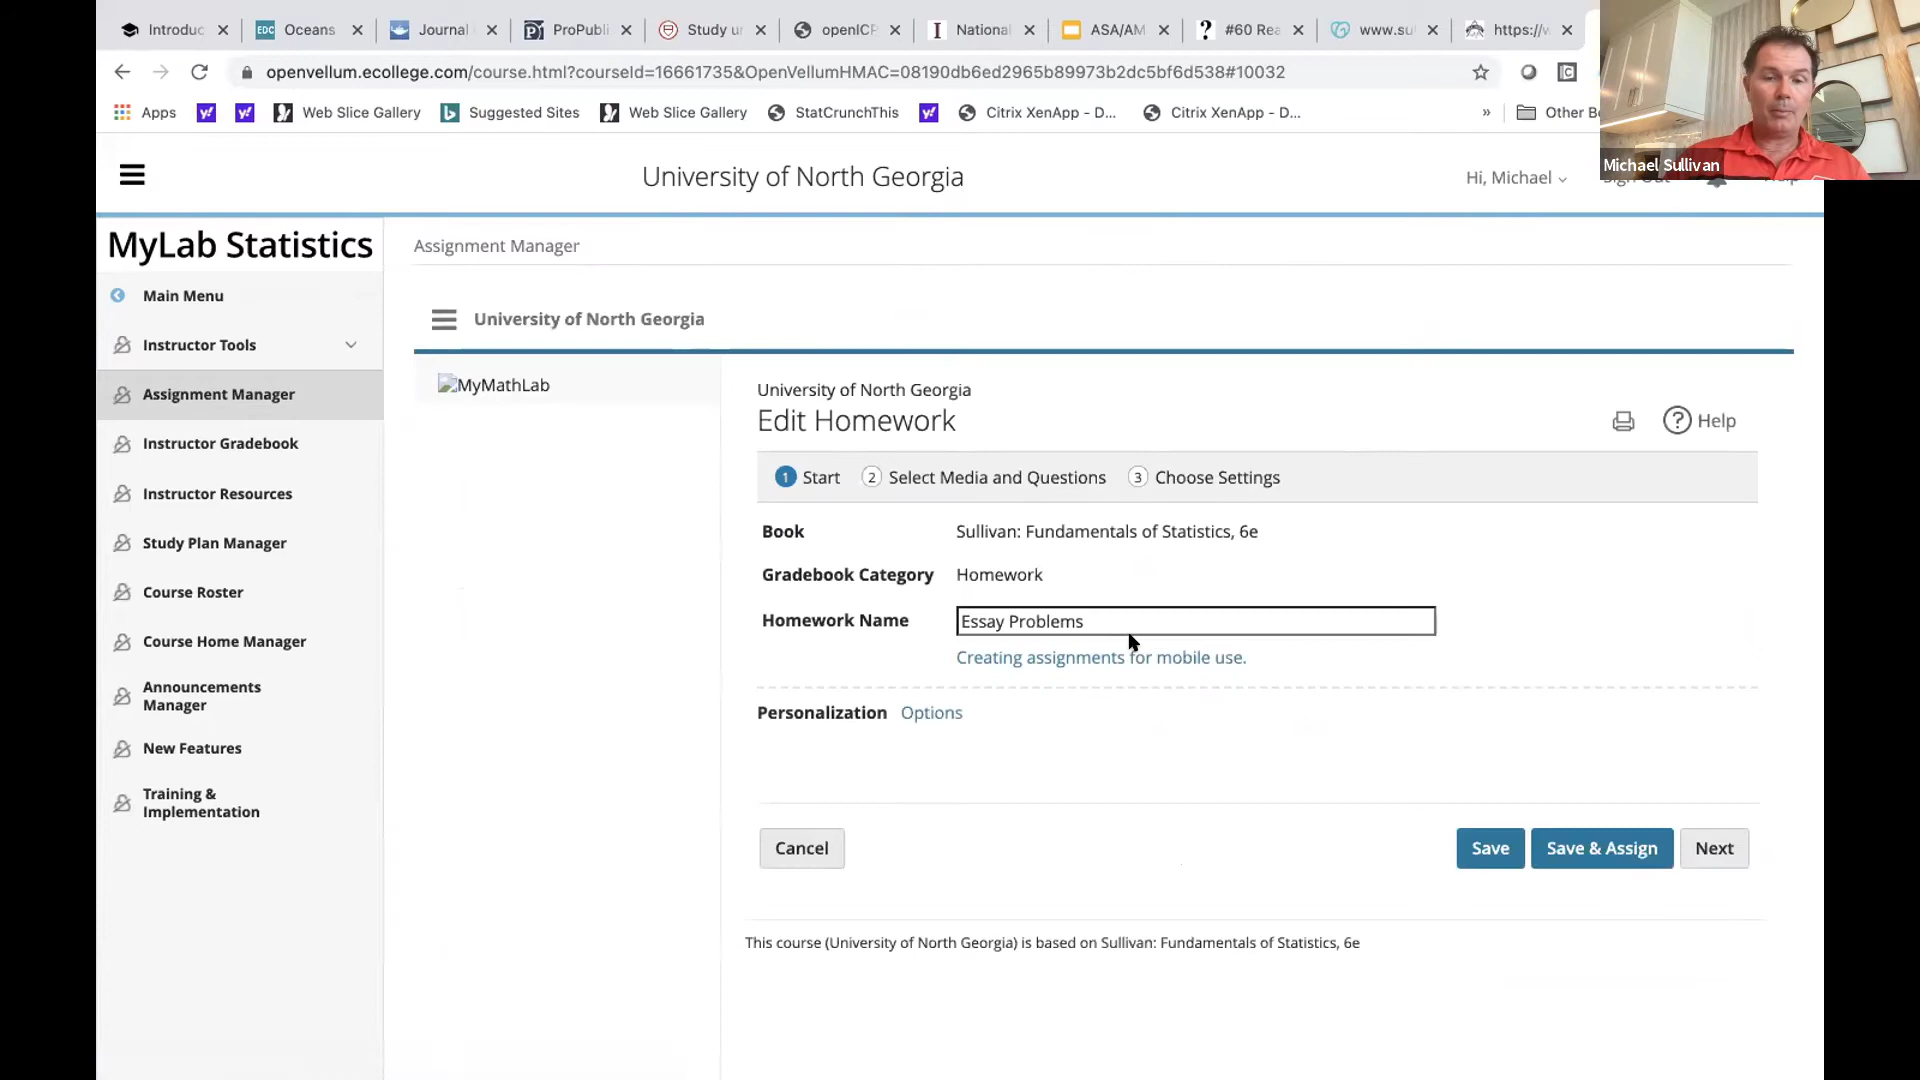 Introduc
Oceans
Journal
ProPubli
Study u
openICP
National
ASA/AM
#60 Rea
www.sul
https://w
openvellum.ecollege.com/course.html?courseId=16661735&OpenVellumHMAC=08190db6ed2965b89973b2dc5bf6d538#10032
Apps
Web Slice Gallery
Suggested Sites
Web Slice Gallery
StatCrunchThis
Citrix XenApp - D...
Citrix XenApp - D...
»
Other B
Michael Sullivan
University of North Georgia
Hi, Michael
MyLab Statistics
Main Menu
Instructor Tools
Assignment Manager
Instructor Gradebook
Instructor Resources
Study Plan Manager
Course Roster
Course Home Manager
Announcements
Manager
New Features
Training &
Implementation
Assignment Manager
University of North Georgia
MyMathLab
University of North Georgia
Edit Homework
Help
1 Start 2 Select Media and Questions 3 Choose Settings
Book Sullivan: Fundamentals of Statistics, 6e
Gradebook Category Homework
Homework Name Essay Problems
Creating assignments for mobile use.
Personalization Options
Cancel Save Save & Assign Next
This course (University of North Georgia) is based on Sullivan: Fundamentals of Statistics, 6e